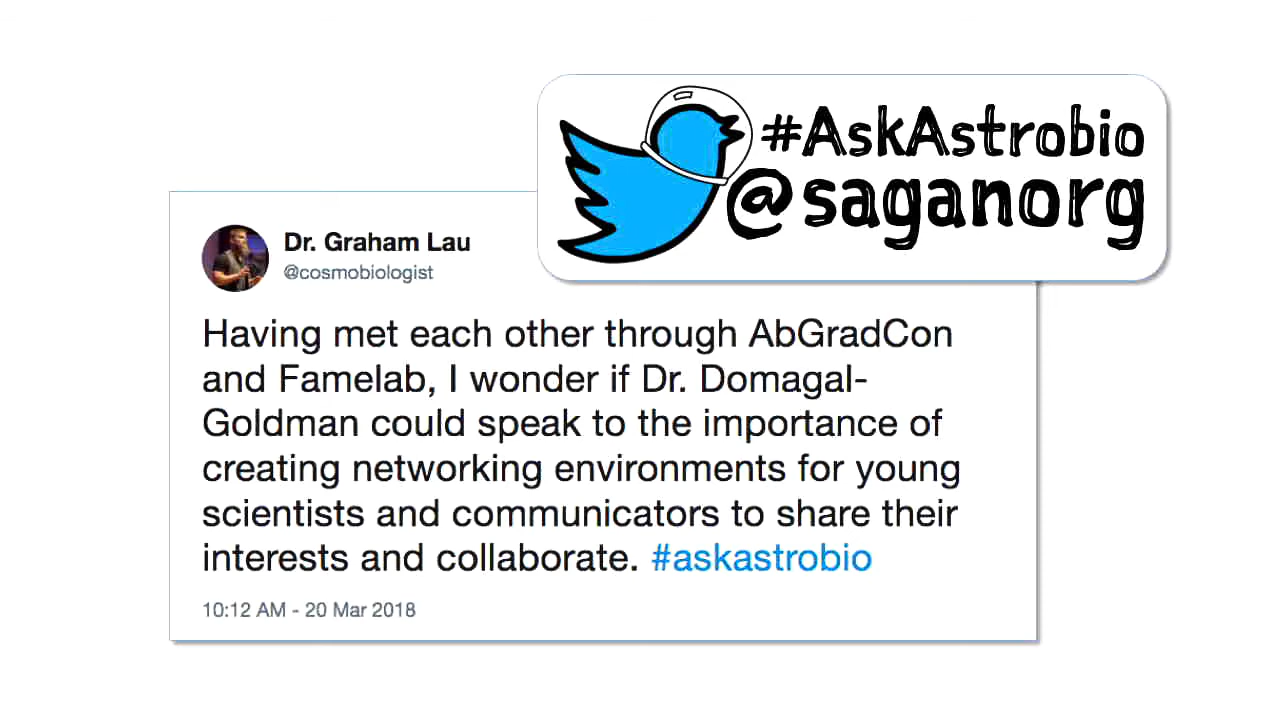 #AskAstrobio
@saganorg
Dr. Graham Lau
@cosmobiologist
Having met each other through AbGradCon
and Famelab, I wonder if Dr. Domagal-
Goldman could speak to the importance of
creating networking environments for young
scientists and communicators to share their
interests and collaborate. #askastrobio
10:12 AM - 20 Mar 2018